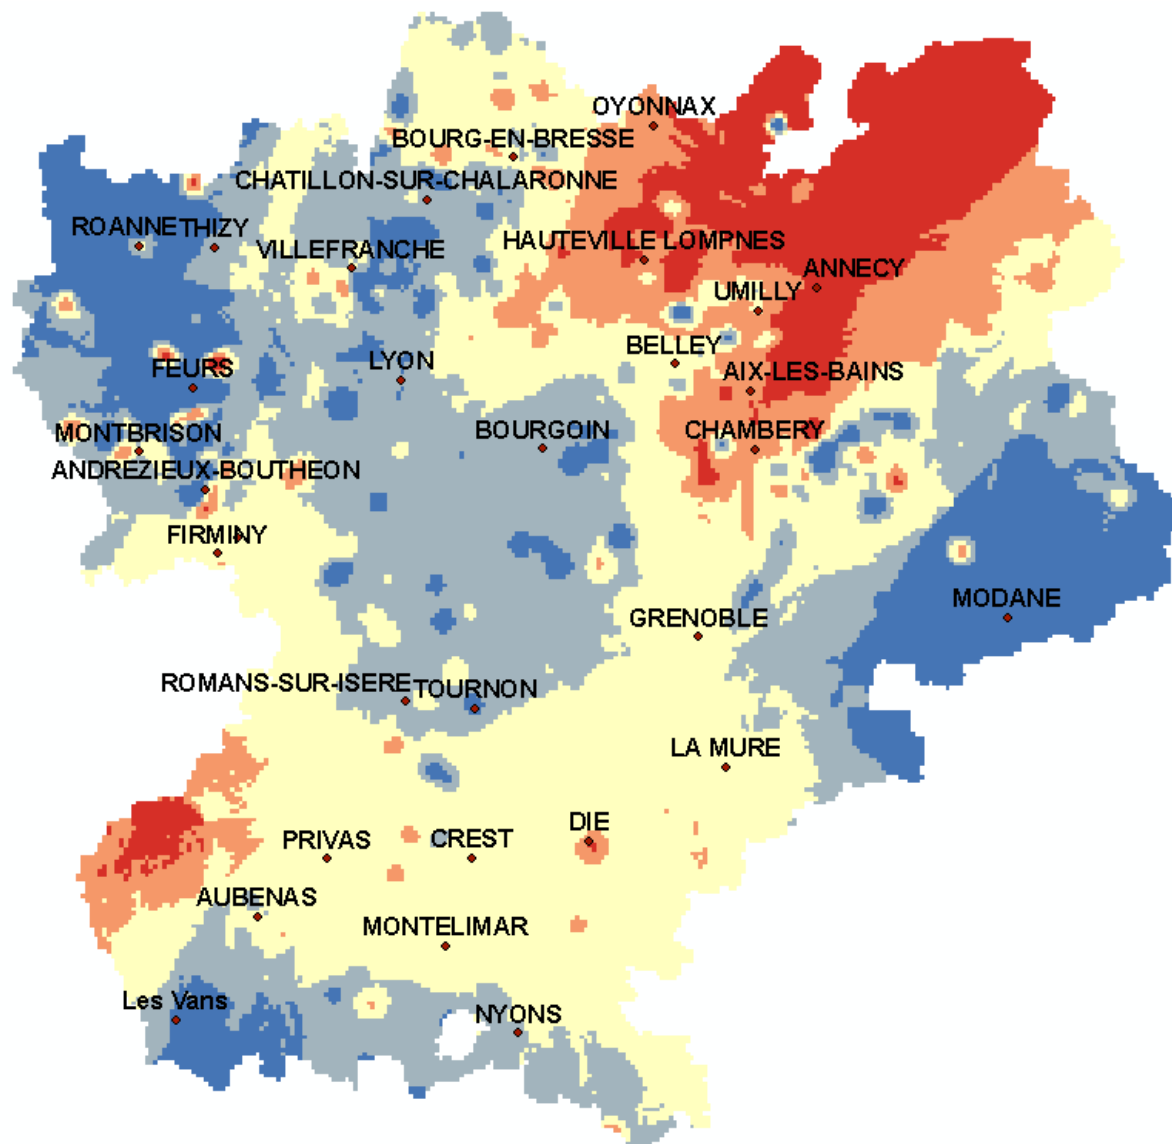 OYONNAX
BOURG-EN-BRESSE
CHATILLON-SUR-CHALARONNE
ROANNE THIZY
VILLEFRANCHE
HAUTEVILLE LOMPNES
ANNECY
UMILLY
BELLEY
LYON
FEURS
AIX-LES-BAINS
MONTBRISON
BOURGOIN
CHAMBERY
ANDREZIEUX-BOUTHEON
FIRMINY
MODANE
GRENOBLE
ROMANS-SUR-ISERE TOURNON
LA MURE
DIE
PRIVAS
CREST
AUBENAS
MONTELIMAR
Les Vans
NYONS